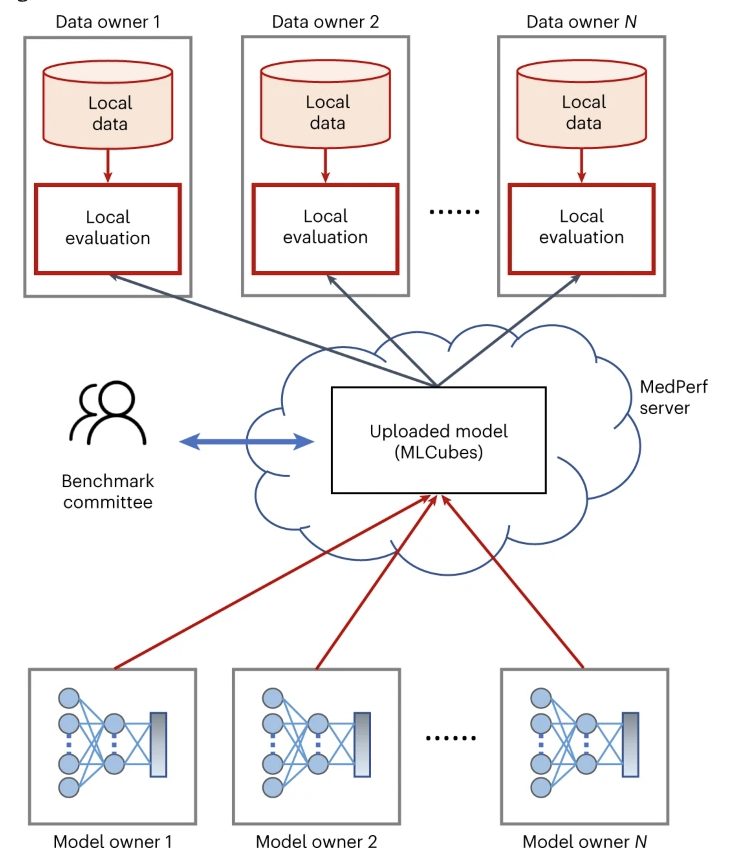 Data owner 1
Data owner 2
Data owner N
Local
data
Local
data
Local
data
Local
evaluation
Local
evaluation
Local
evaluation
......
MedPerf
server
Uploaded model
(MLCubes)
Benchmark
committee
......
Model owner 1
Model owner 2
Model owner N